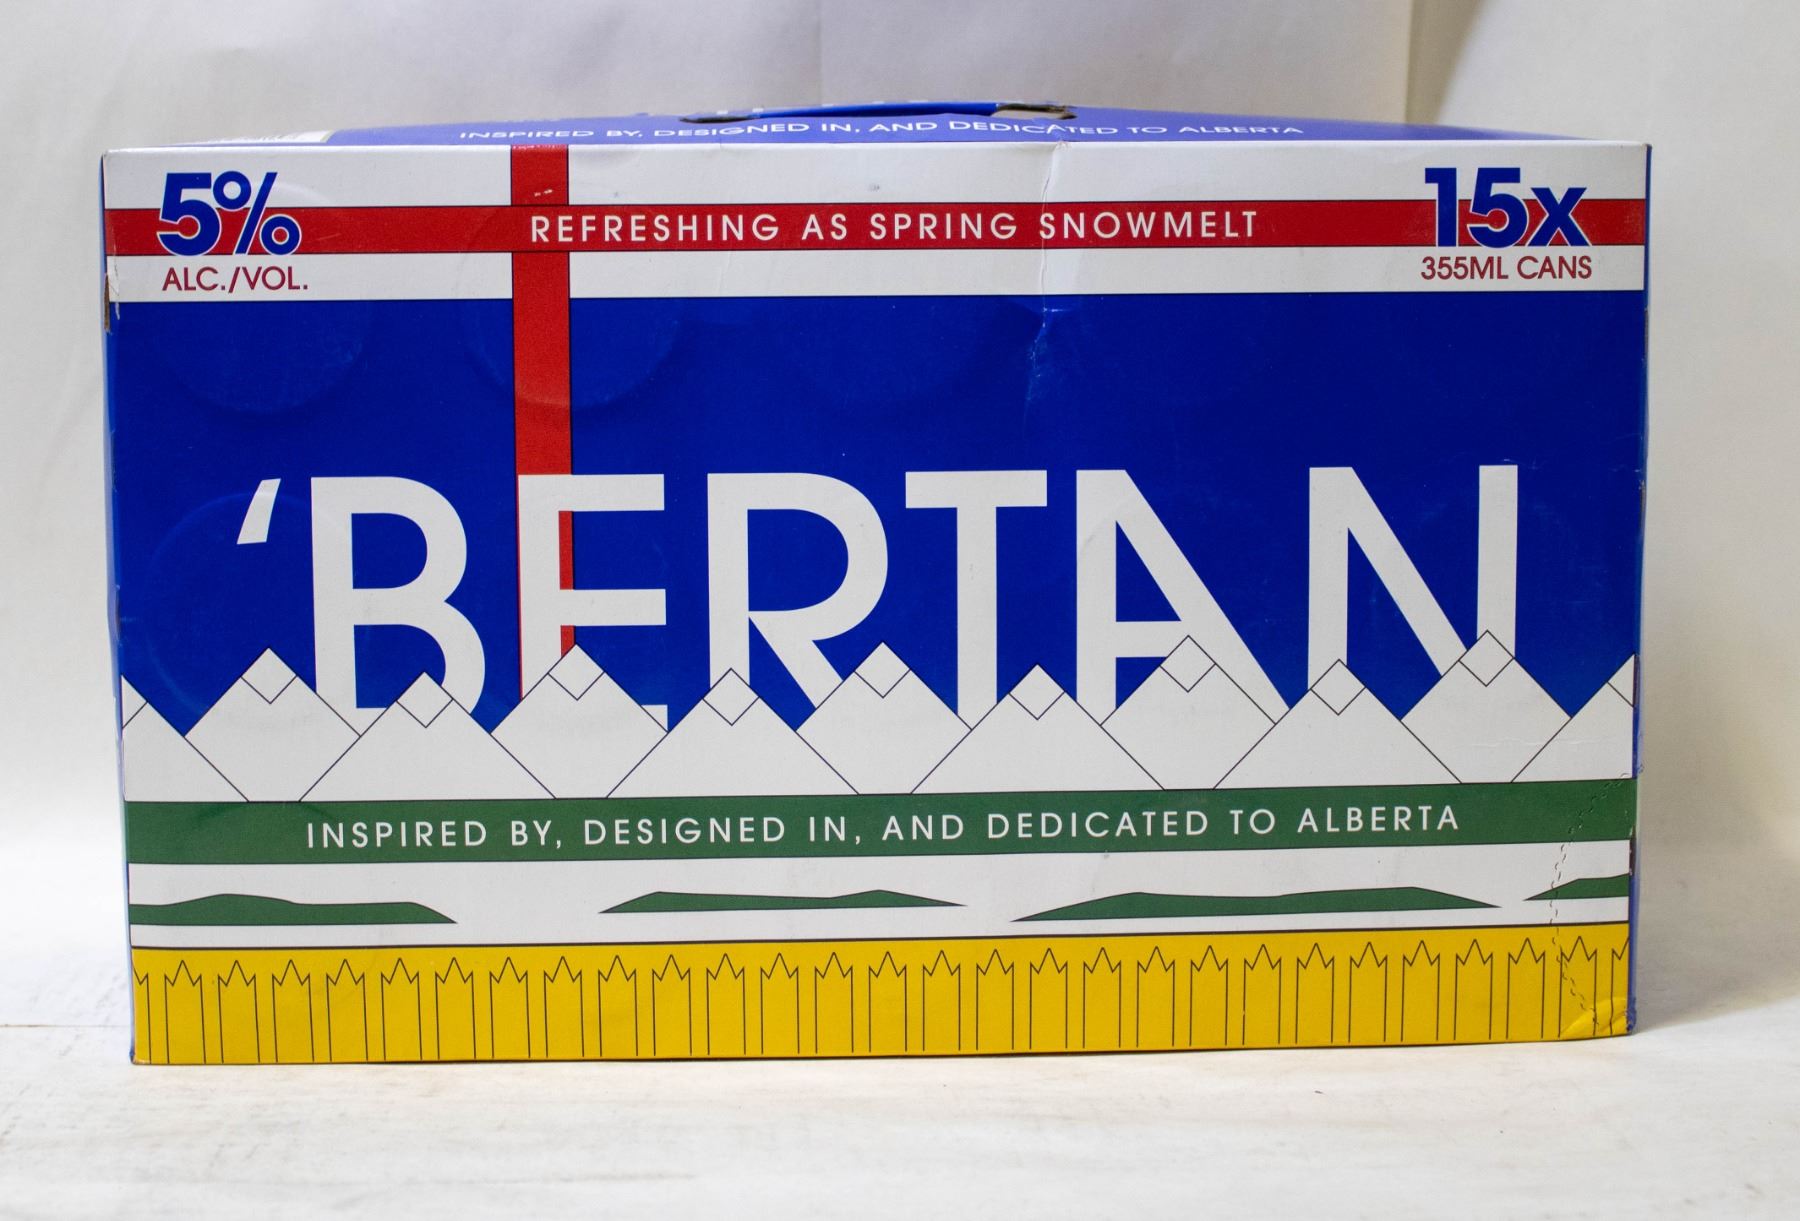 INSPIRED BY, DESIGNED IN, AND DEDICATED TO ALBERTA
5%
ALC./VOL.
REFRESHING AS SPRING SNOWMELT
15x
355ML CANS
‘BERTAN
INSPIRED BY, DESIGNED IN, AND DEDICATED TO ALBERTA